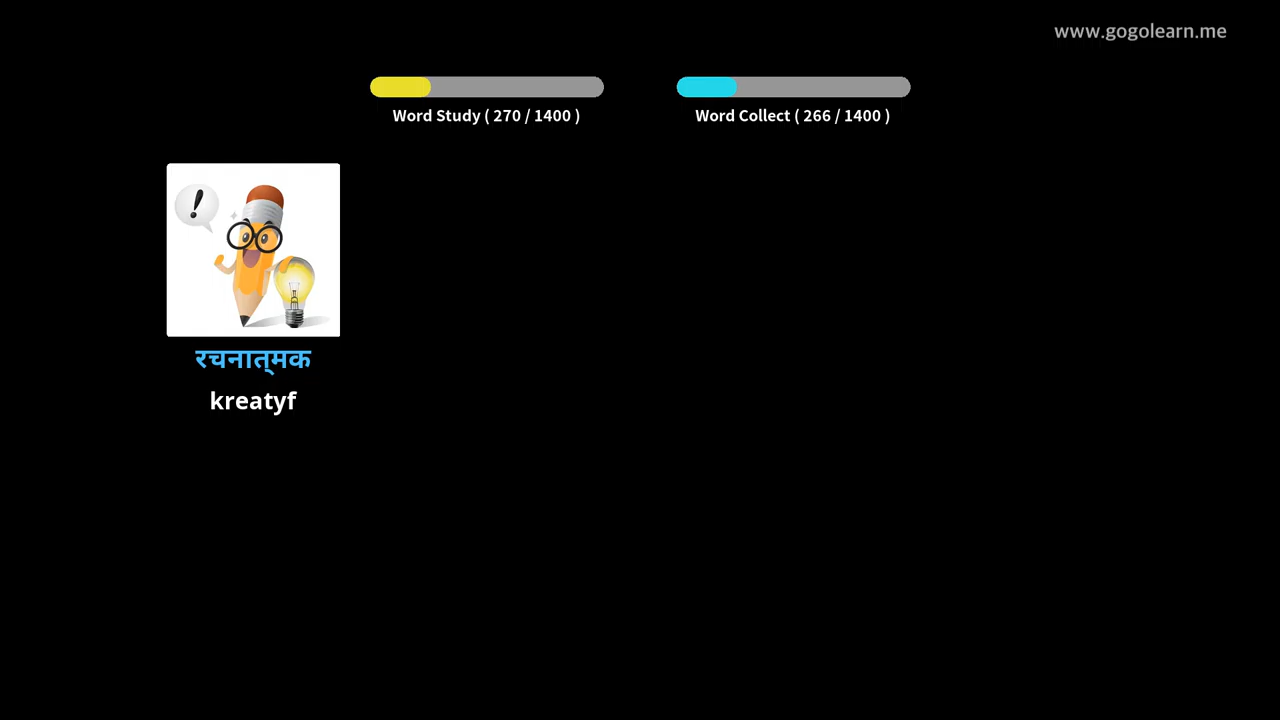 www.gogolearn.me
Word Study ( 270 / 1400 )
Word Collect ( 266 / 1400 )
!
रचनात्मक
kreatyf